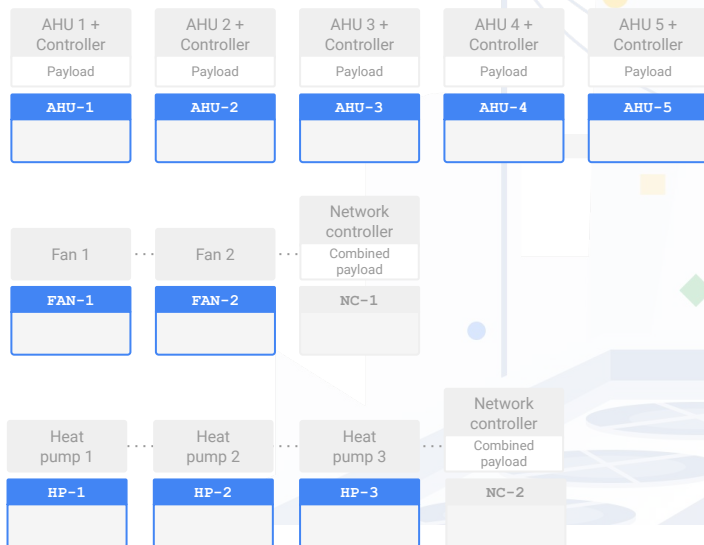 AHU 1 +
Controller
Payload
AHU-1
AHU 2 +
Controller
Payload
AHU-2
AHU 3 +
Controller
Payload
AHU-3
AHU 4 +
Controller
Payload
AHU-4
AHU 5 +
Controller
Payload
AHU-5
Fan 1
FAN-1
Fan 2
FAN-2
Network
controller
Combined
payload
NC-1
Heat
pump 1
HP-1
Heat
pump 2
HP-2
Heat
pump 3
HP-3
Network
controller
Combined
payload
NC-2